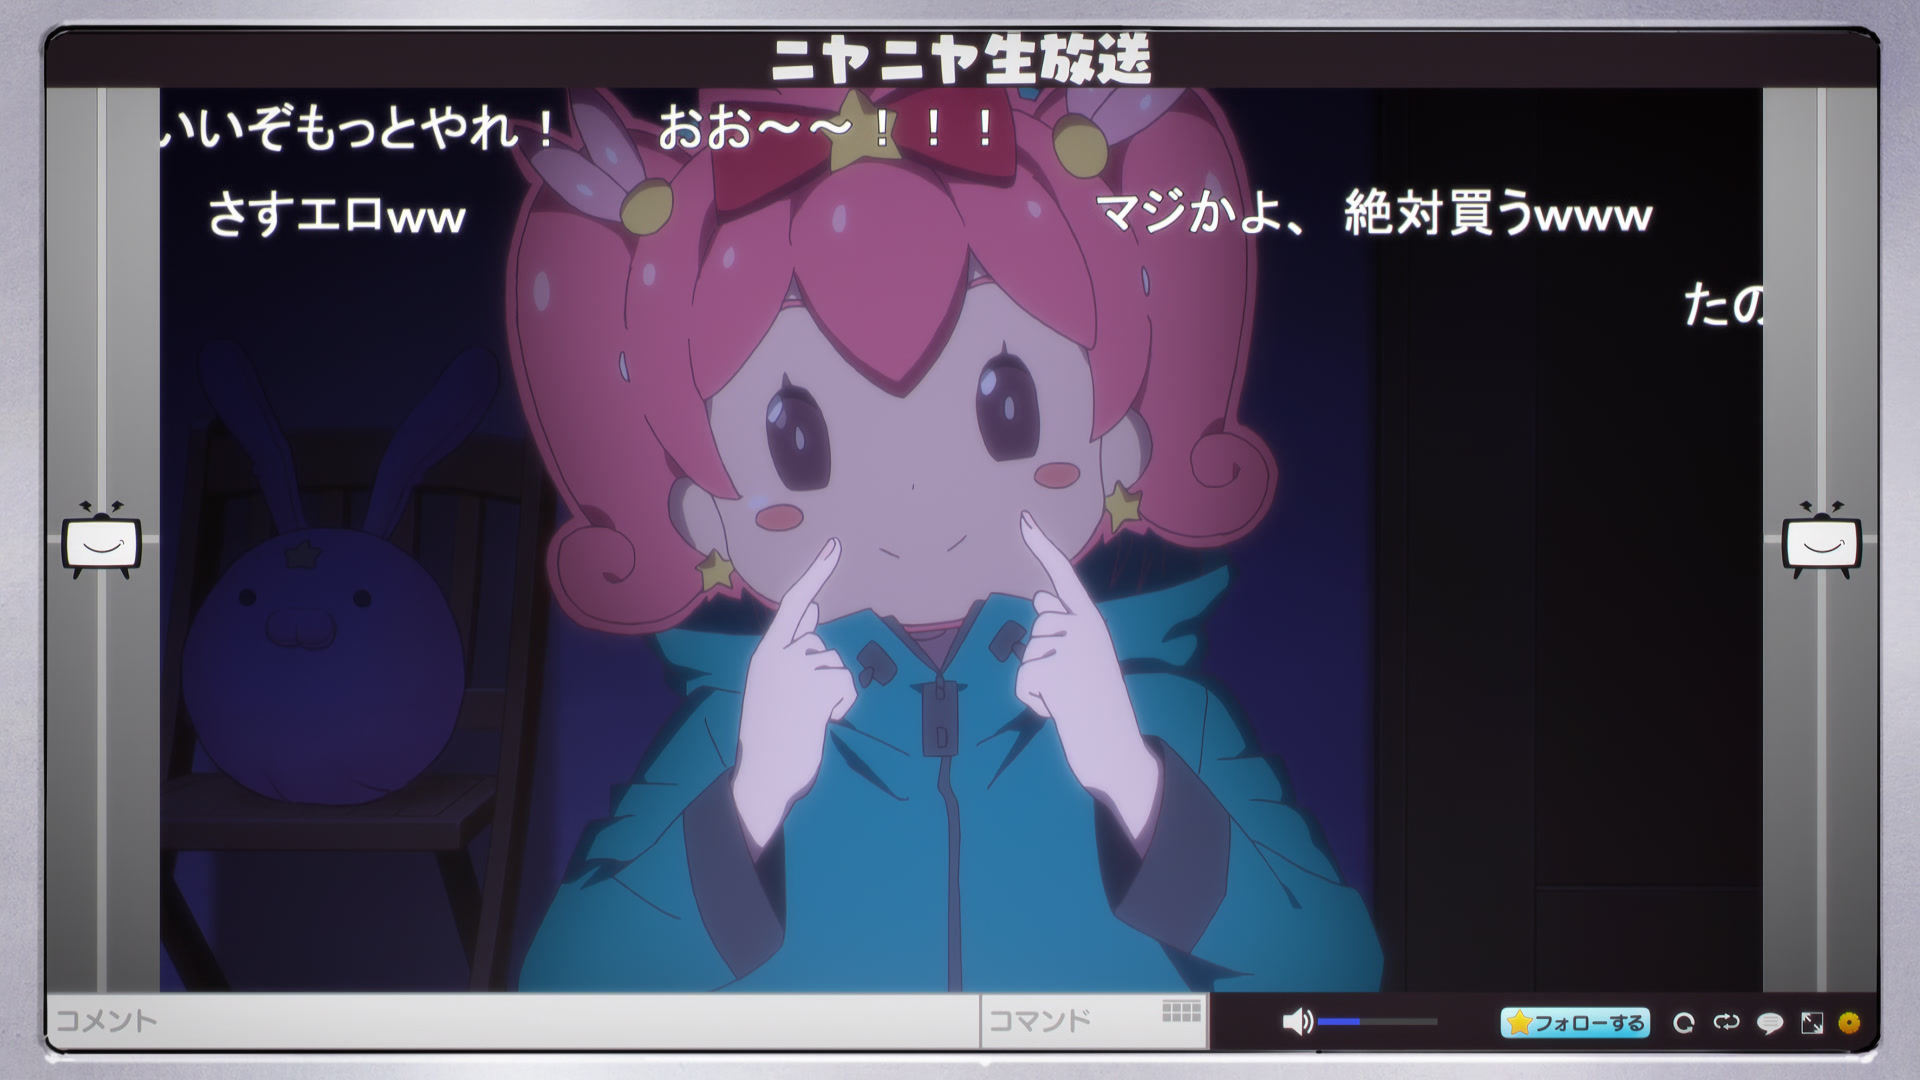 ニヤニヤ生放送
いいぞもっとやれ！
おお～～！！！
さすエロww
マジかよ、絶対買うwww
たの
コメント
コマンド
フォローする